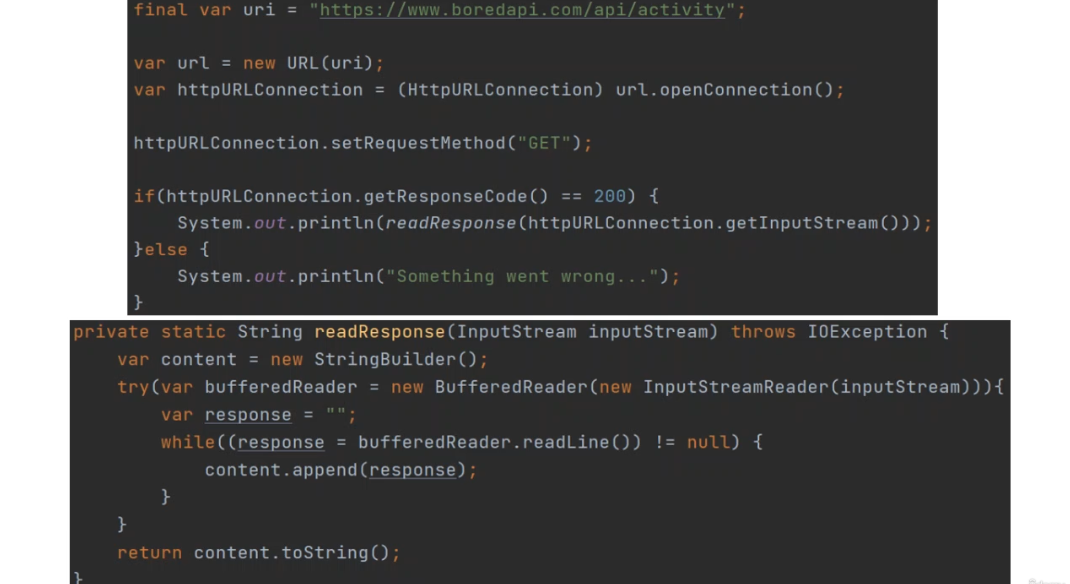 final var uri = "https://www.boredapi.com/api/activity";
var url = new URL(uri);
var httpURLConnection = (HttpURLConnection) url.openConnection();
httpURLConnection.setRequestMethod("GET");
if(httpURLConnection.getResponseCode() == 200) {
    System.out.println(readResponse(httpURLConnection.getInputStream()));
}else {
    System.out.println("Something went wrong...");
}
private static String readResponse(InputStream inputStream) throws IOException {
    var content = new StringBuilder();
    try(var bufferedReader = new BufferedReader(new InputStreamReader(inputStream))){
        var response = "";
        while((response = bufferedReader.readLine()) != null) {
            content.append(response);
        }
    }
    return content.toString();
}